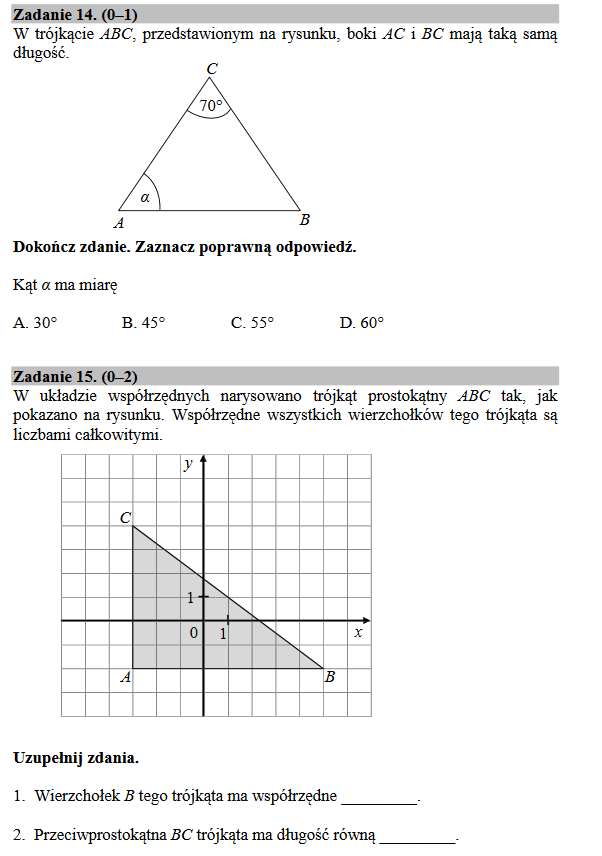 Zadanie 14. (0–1)
W trójkącie ABC, przedstawionym na rysunku, boki AC i BC mają taką samą
długość.
C
70°
α
A
B
Dokończ zdanie. Zaznacz poprawną odpowiedź.
Kąt α ma miarę
A. 30° B. 45° C. 55° D. 60°
Zadanie 15. (0–2)
W układzie współrzędnych narysowano trójkąt prostokątny ABC tak, jak
pokazano na rysunku. Współrzędne wszystkich wierzchołków tego trójkąta są
liczbami całkowitymi.
y
C
1
0 1 x
A B
Uzupełnij zdania.
1. Wierzchołek B tego trójkąta ma współrzędne __________.
2. Przeciwprostokątna BC trójkąta ma długość równą __________.